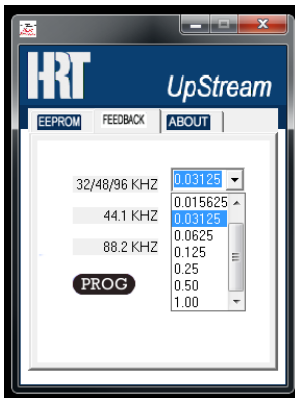 HRT
UpStream
EEPROM FEEDBACK ABOUT
32/48/96 KHZ 0.03125
0.015625
44.1 KHZ 0.03125
0.0625
88.2 KHZ 0.125
0.25
PROG 0.50
1.00